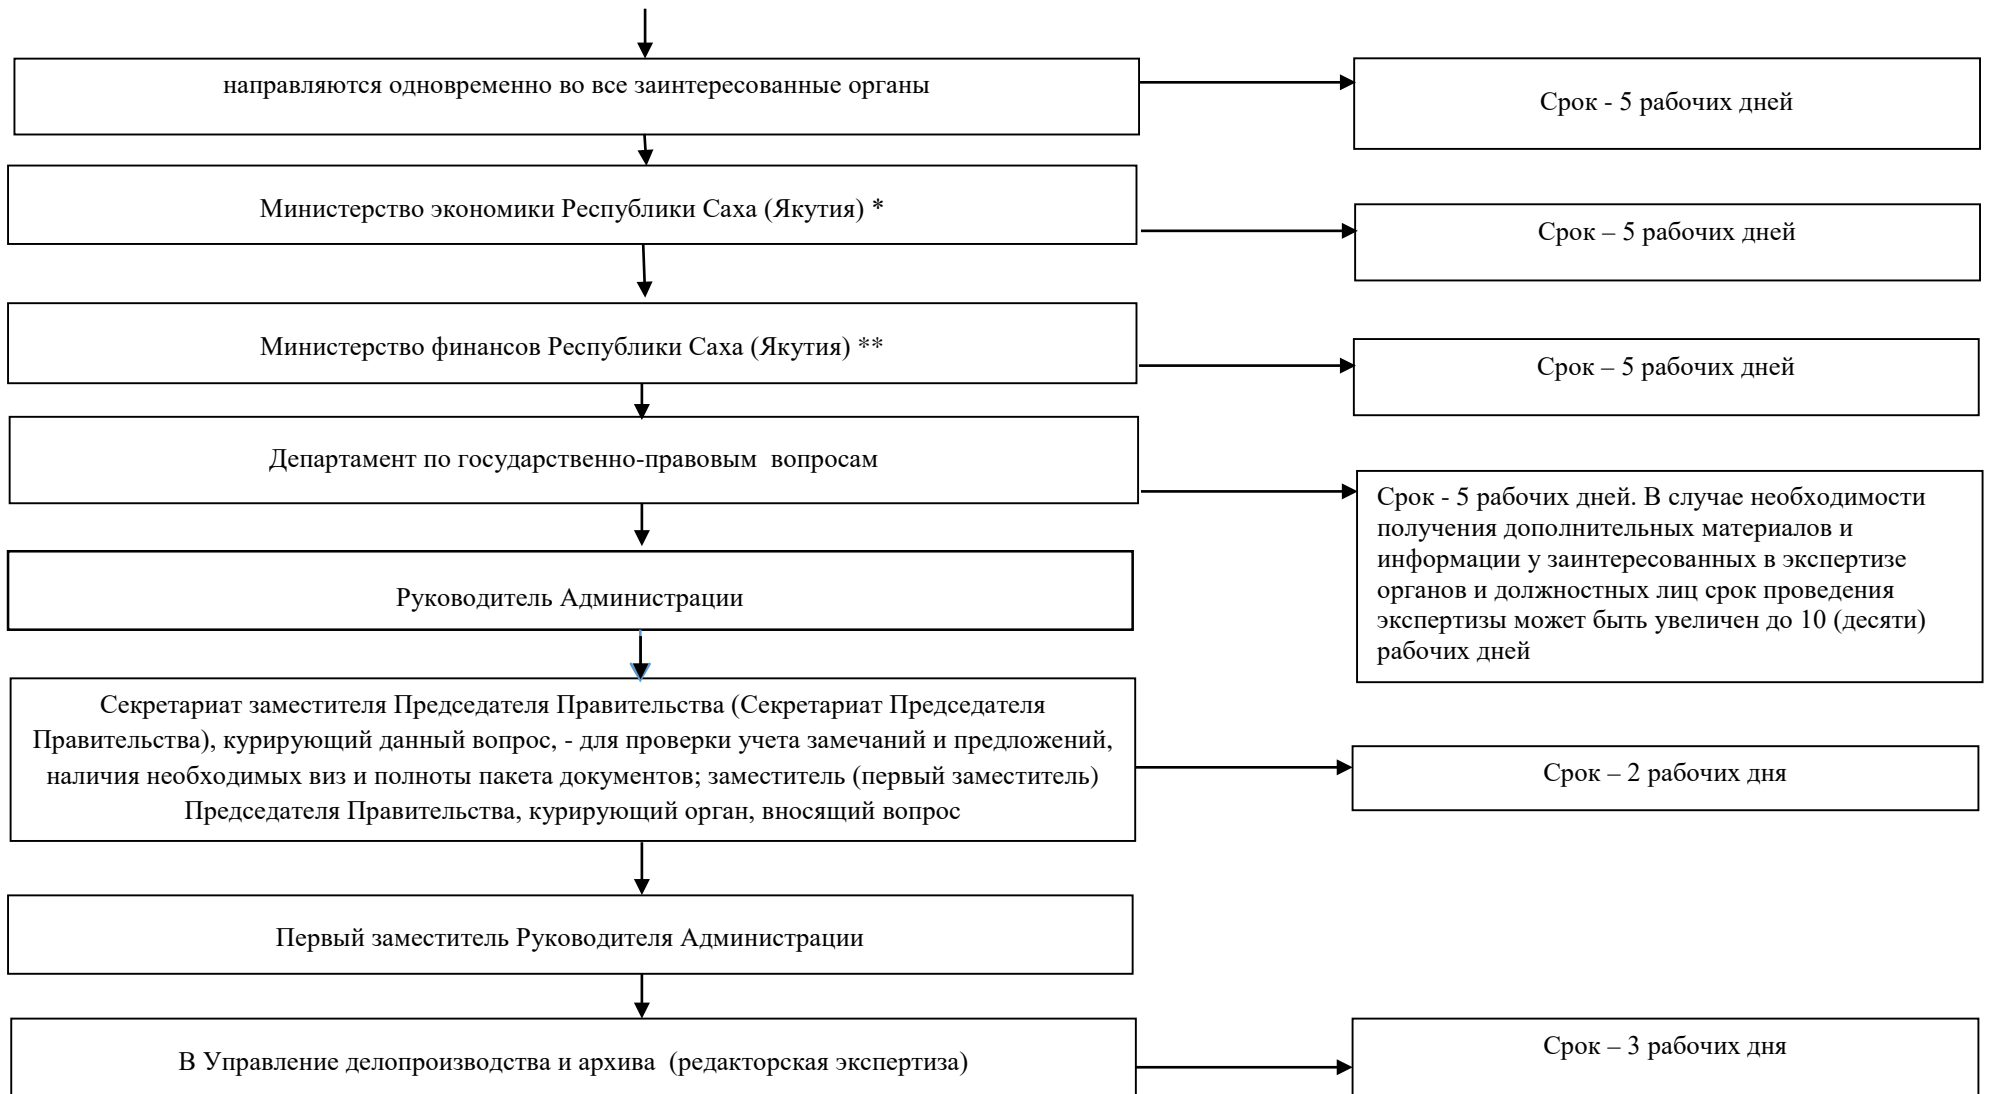 направляются одновременно во все заинтересованные органы
Срок - 5 рабочих дней
Министерство экономики Республики Саха (Якутия) *
Срок – 5 рабочих дней
Министерство финансов Республики Саха (Якутия) **
Срок – 5 рабочих дней
Департамент по государственно-правовым вопросам
Срок - 5 рабочих дней. В случае необходимости
получения дополнительных материалов и
информации у заинтересованных в экспертизе
органов и должностных лиц срок проведения
экспертизы может быть увеличен до 10 (десяти)
рабочих дней
Руководитель Администрации
Секретариат заместителя Председателя Правительства (Секретариат Председателя
Правительства), курирующий данный вопрос, - для проверки учета замечаний и предложений,
наличия необходимых виз и полноты пакета документов; заместитель (первый заместитель)
Председателя Правительства, курирующий орган, вносящий вопрос
Срок – 2 рабочих дня
Первый заместитель Руководителя Администрации
В Управление делопроизводства и архива (редакторская экспертиза)
Срок – 3 рабочих дня